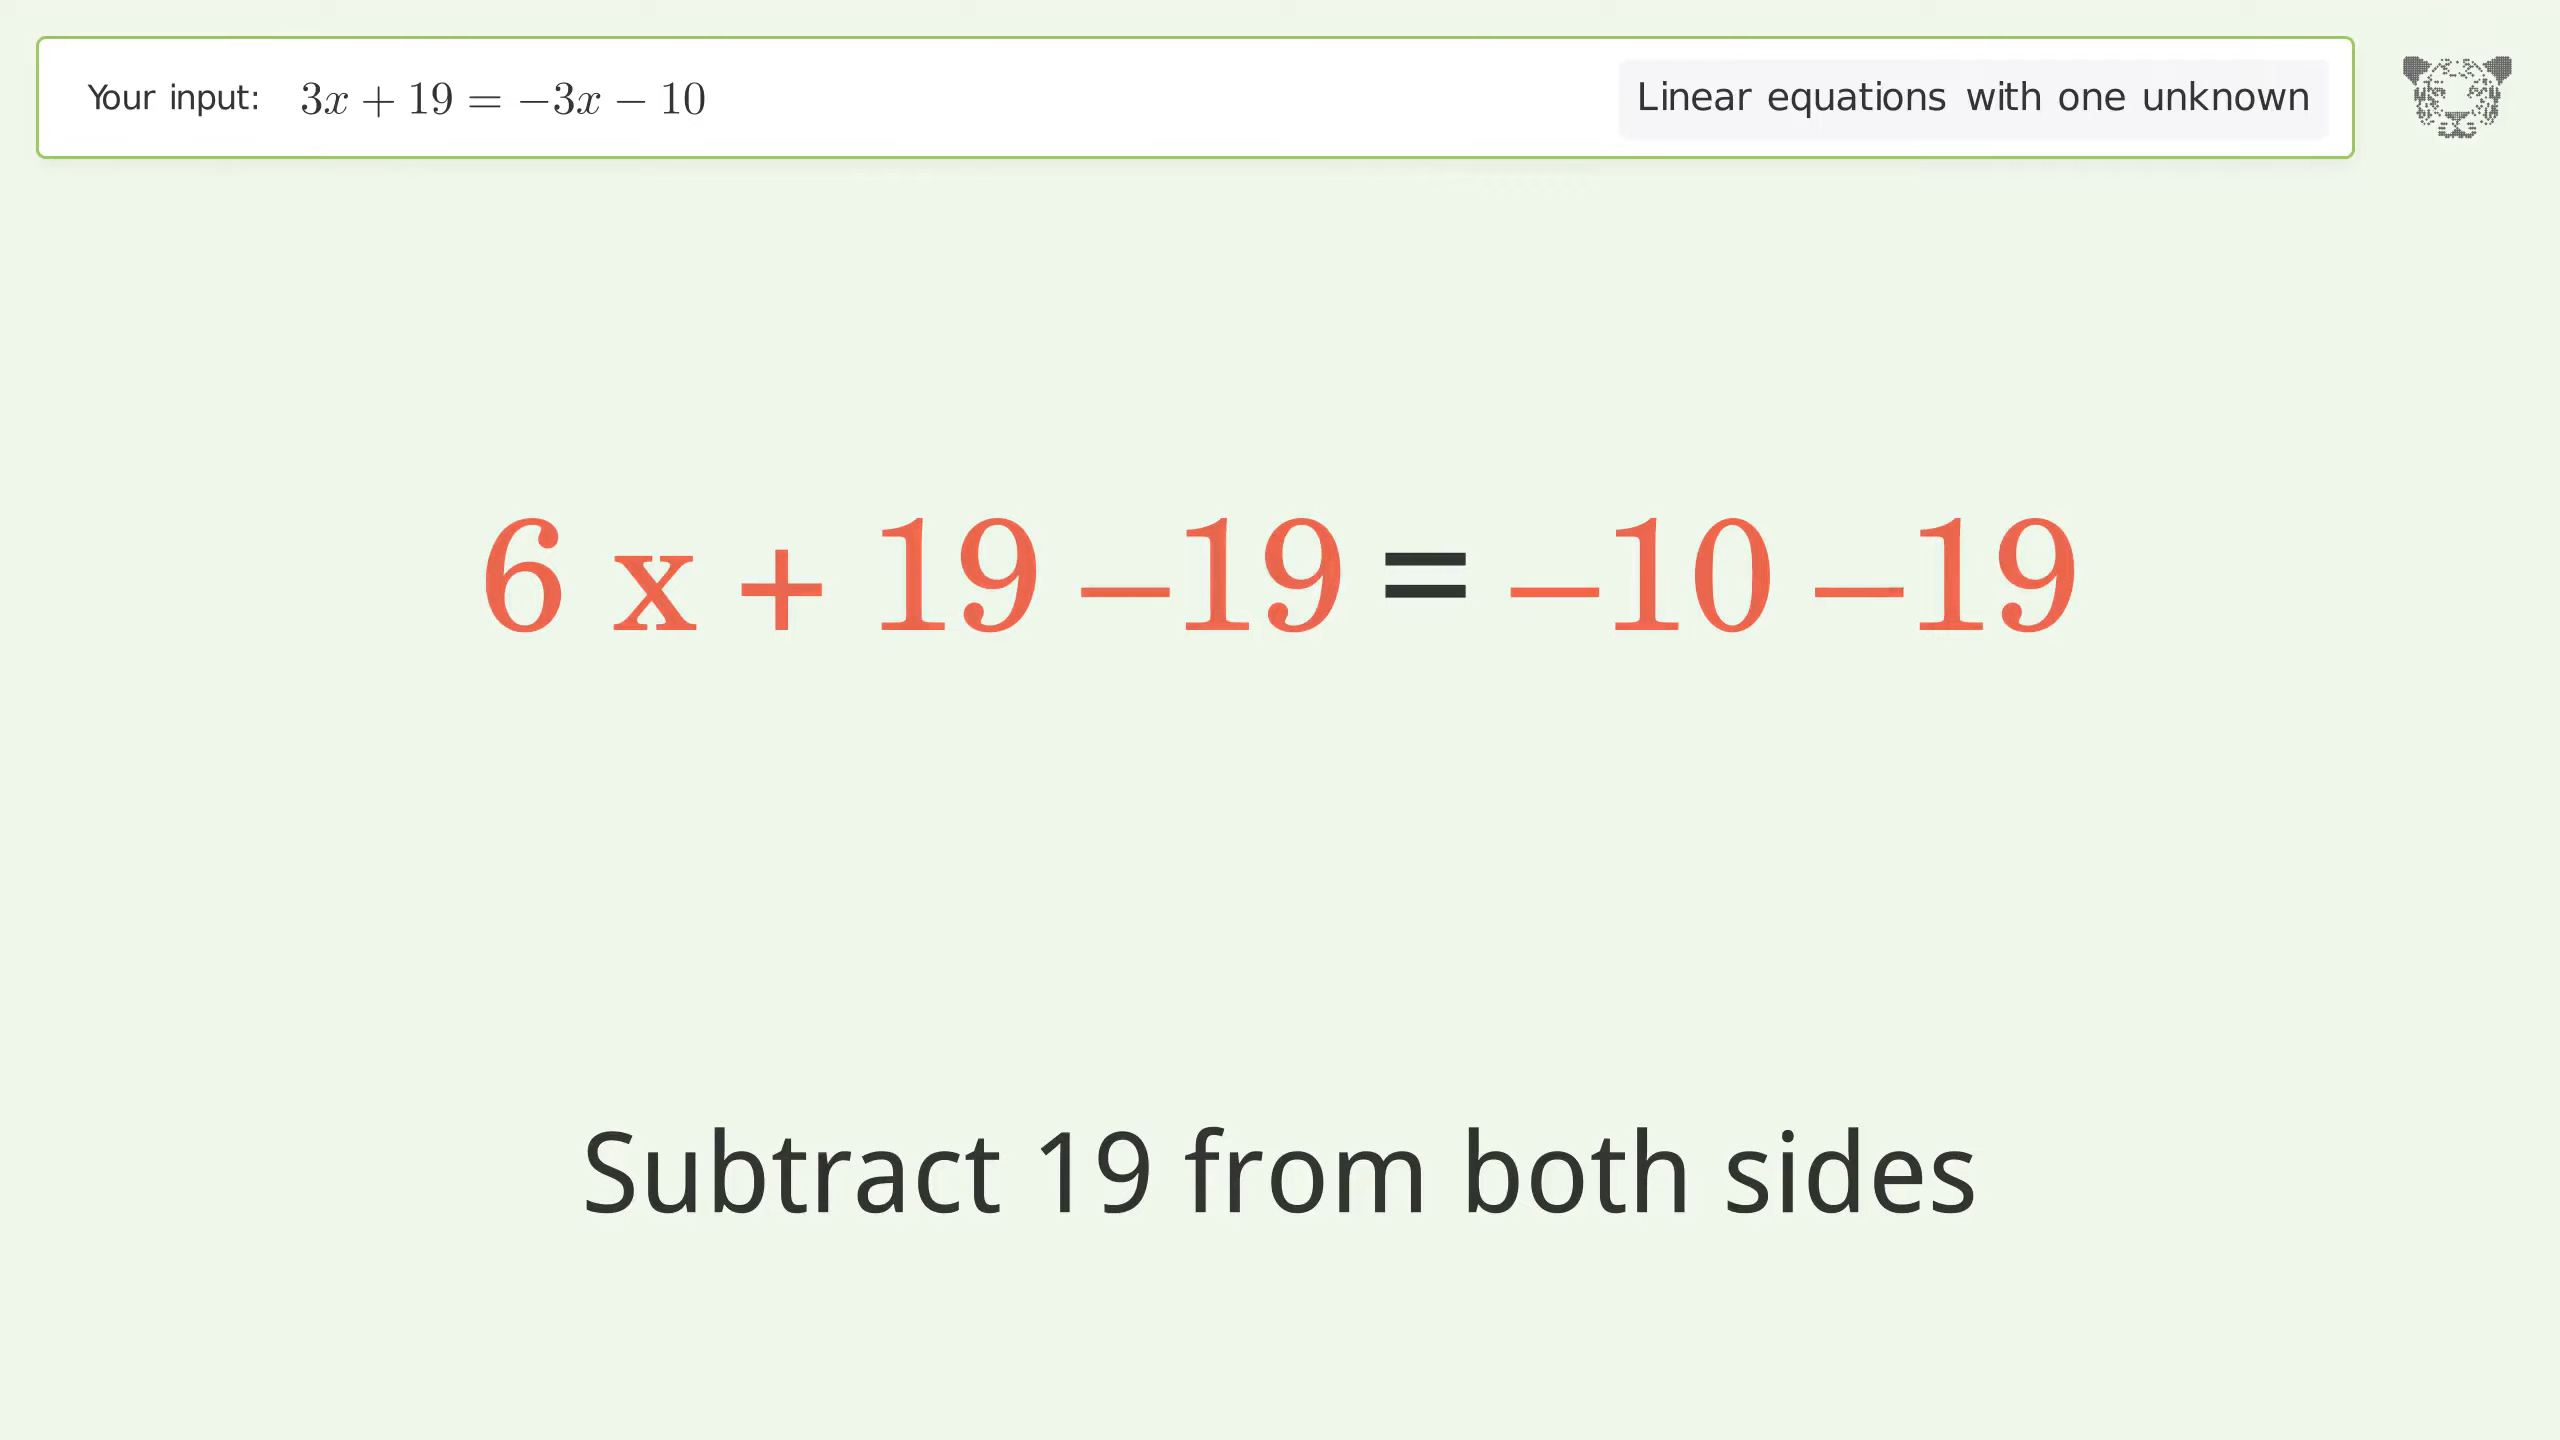 Your input: 3x + 19 = −3x − 10
Linear equations with one unknown
6 x + 19 −19 = −10 −19
Subtract 19 from both sides